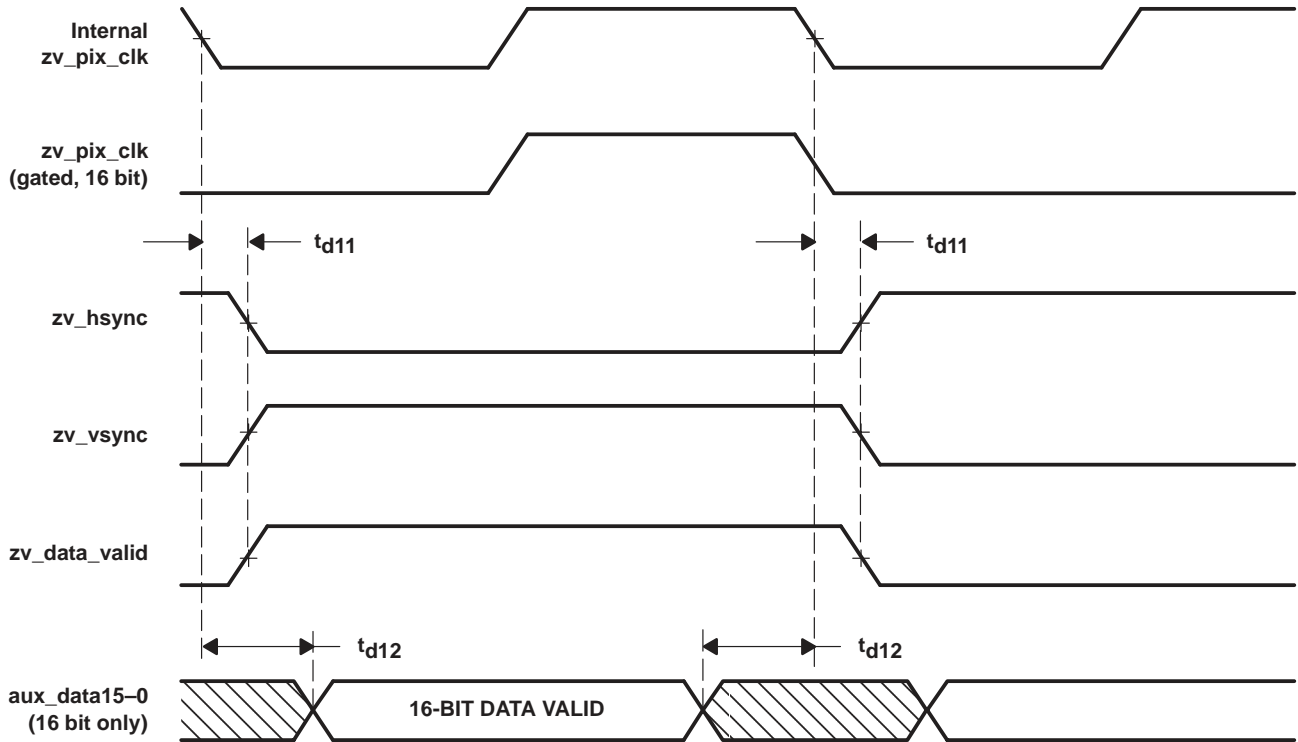 Internal
zv_pix_clk
zv_pix_clk
(gated, 16 bit)
td11
td11
zv_hsync
zv_vsync
zv_data_valid
td12
td12
aux_data15–0
(16 bit only)
16-BIT DATA VALID